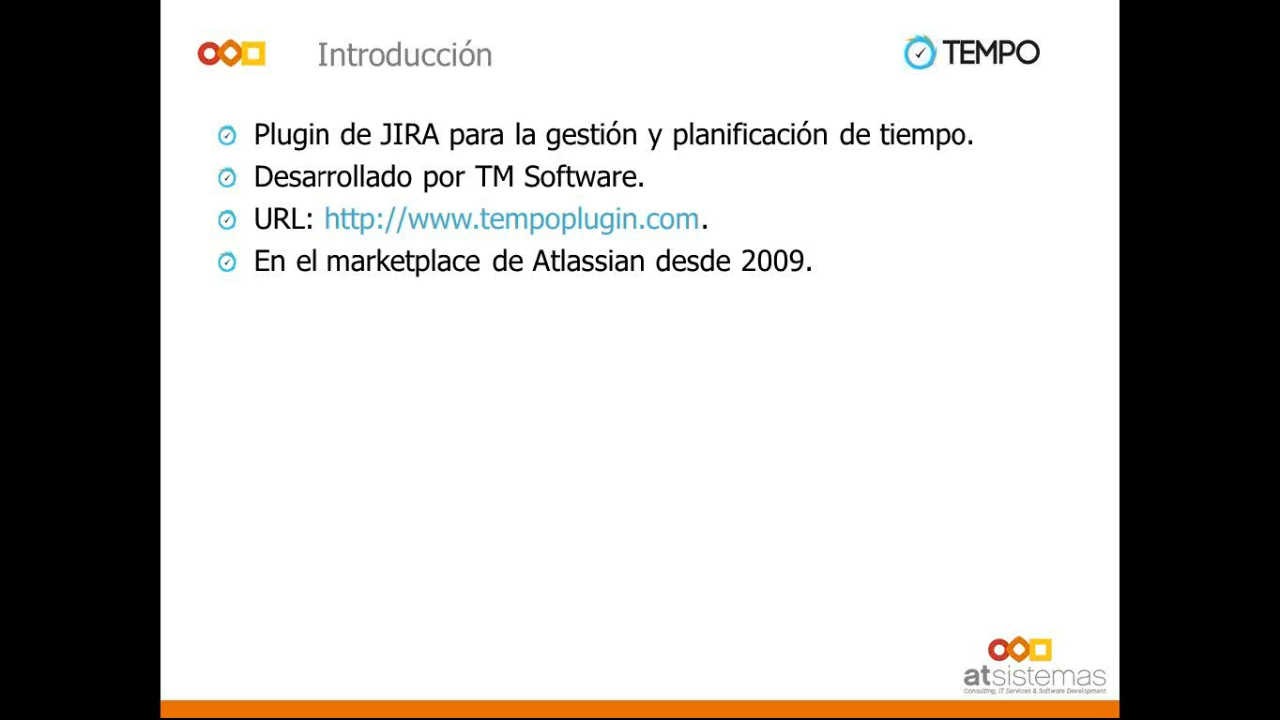 Introducción
TEMPO
Plugin de JIRA para la gestión y planificación de tiempo.
Desarrollado por TM Software.
URL: http://www.tempoplugin.com.
En el marketplace de Atlassian desde 2009.
atsistemas
Consulting, IT Services & Software Development